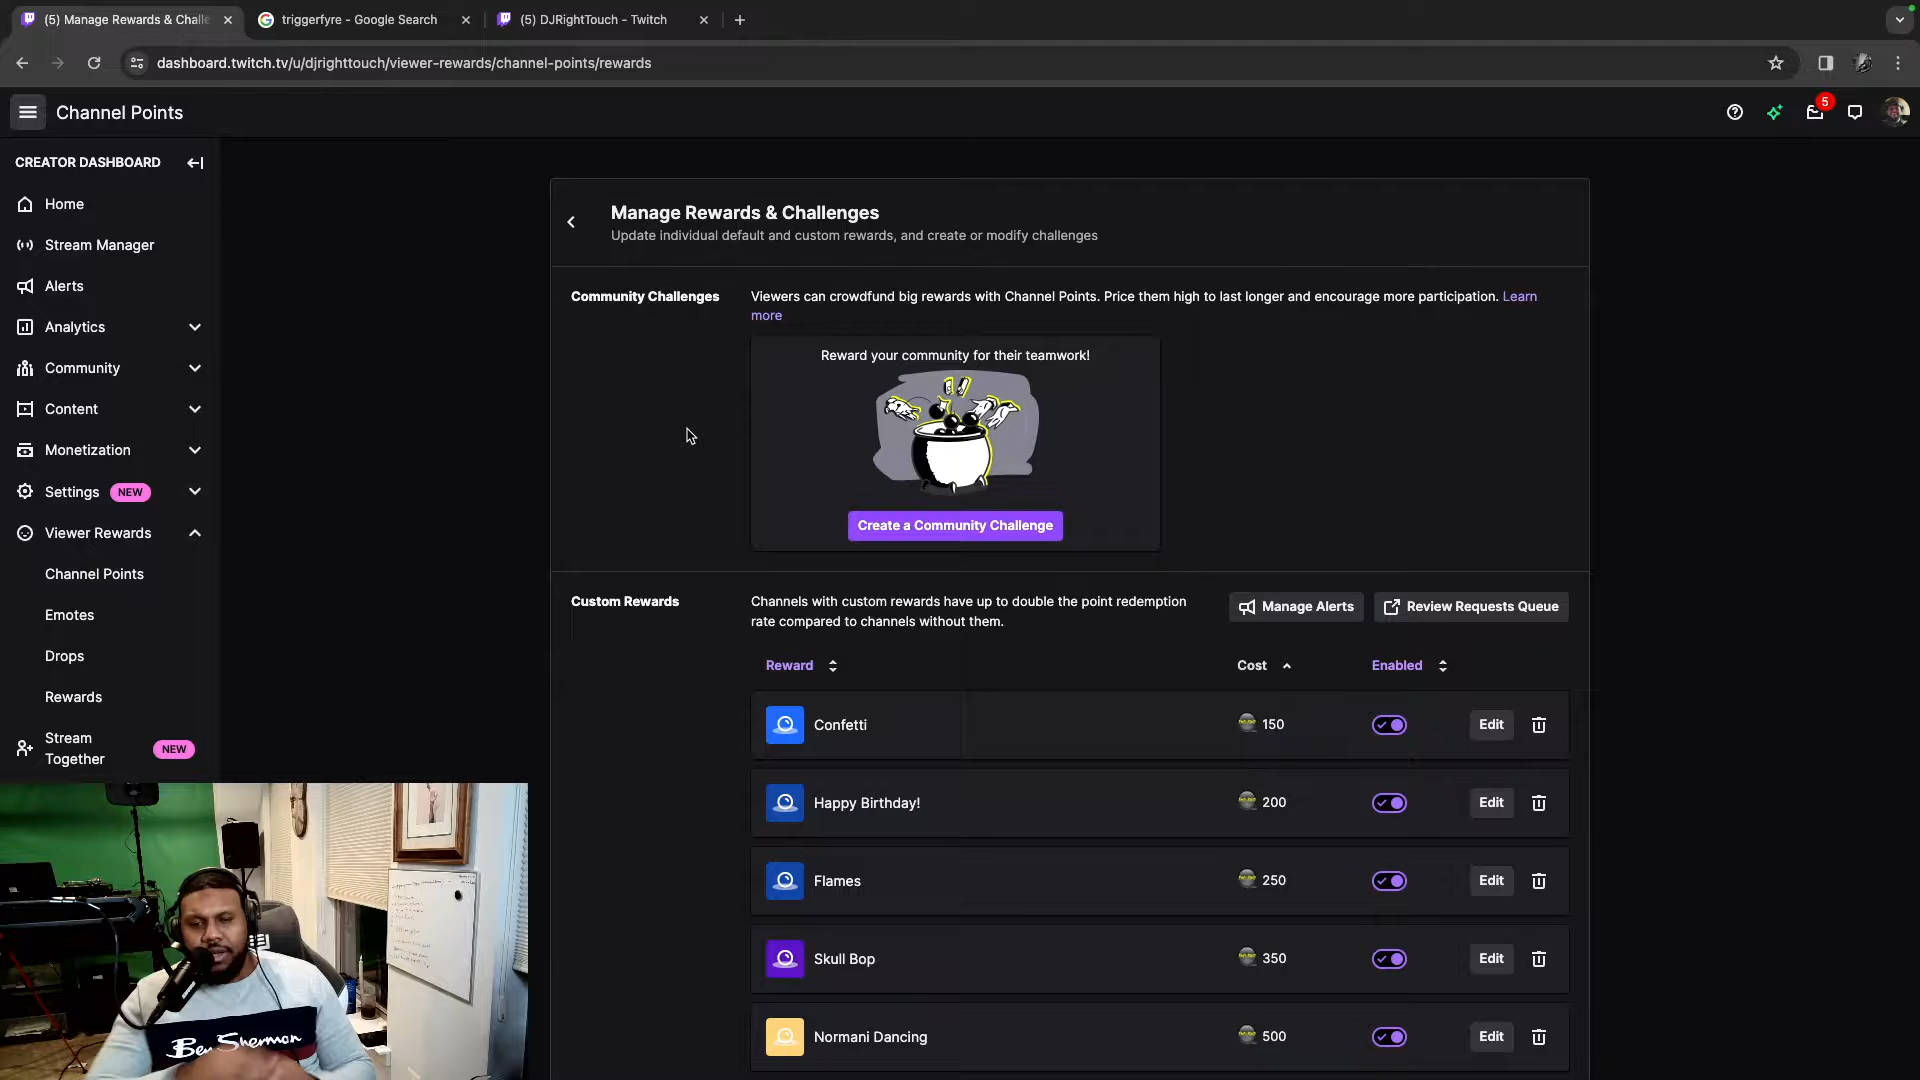 (5) Manage Rewards & Challe
triggerfyre - Google Search
(5) DJRightTouch - Twitch
dashboard.twitch.tv/u/djrighttouch/viewer-rewards/channel-points/rewards
Channel Points
5
CREATOR DASHBOARD
Home
Stream Manager
Alerts
Analytics
Community
Content
Monetization
Settings NEW
Viewer Rewards
Channel Points
Emotes
Drops
Rewards
Stream
Together
NEW
Manage Rewards & Challenges
Update individual default and custom rewards, and create or modify challenges
Community Challenges
Viewers can crowdfund big rewards with Channel Points. Price them high to last longer and encourage more participation. Learn
more
Reward your community for their teamwork!
Create a Community Challenge
Custom Rewards
Channels with custom rewards have up to double the point redemption
rate compared to channels without them.
Manage Alerts
Review Requests Queue
Reward Cost Enabled
Confetti 150 Edit
Happy Birthday! 200 Edit
Flames 250 Edit
Skull Bop 350 Edit
Normani Dancing 500 Edit
Ben Sherman